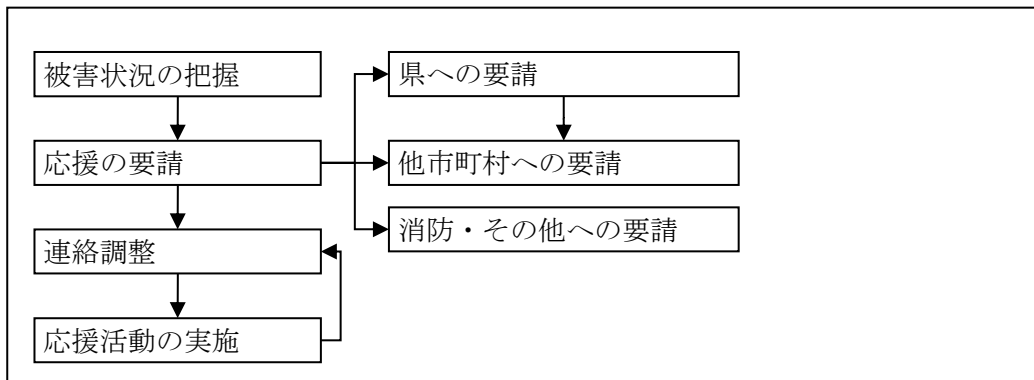 被害状況の把握
県への要請
応援の要請
他市町村への要請
消防・その他への要請
連絡調整
応援活動の実施